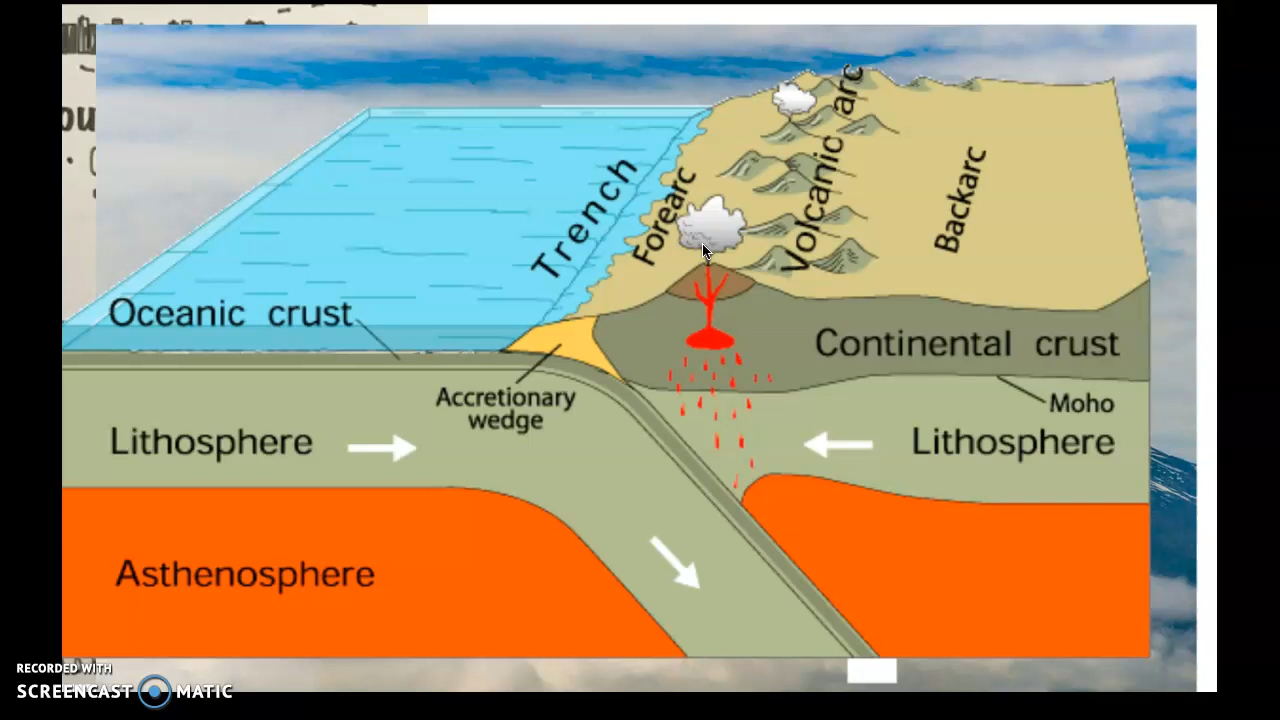 ou
Trench
Forearc
Volcanic arc
Backarc
Oceanic crust
Continental crust
Accretionary
wedge
Moho
Lithosphere
Lithosphere
Asthenosphere
RECORDED WITH
SCREENCAST MATIC